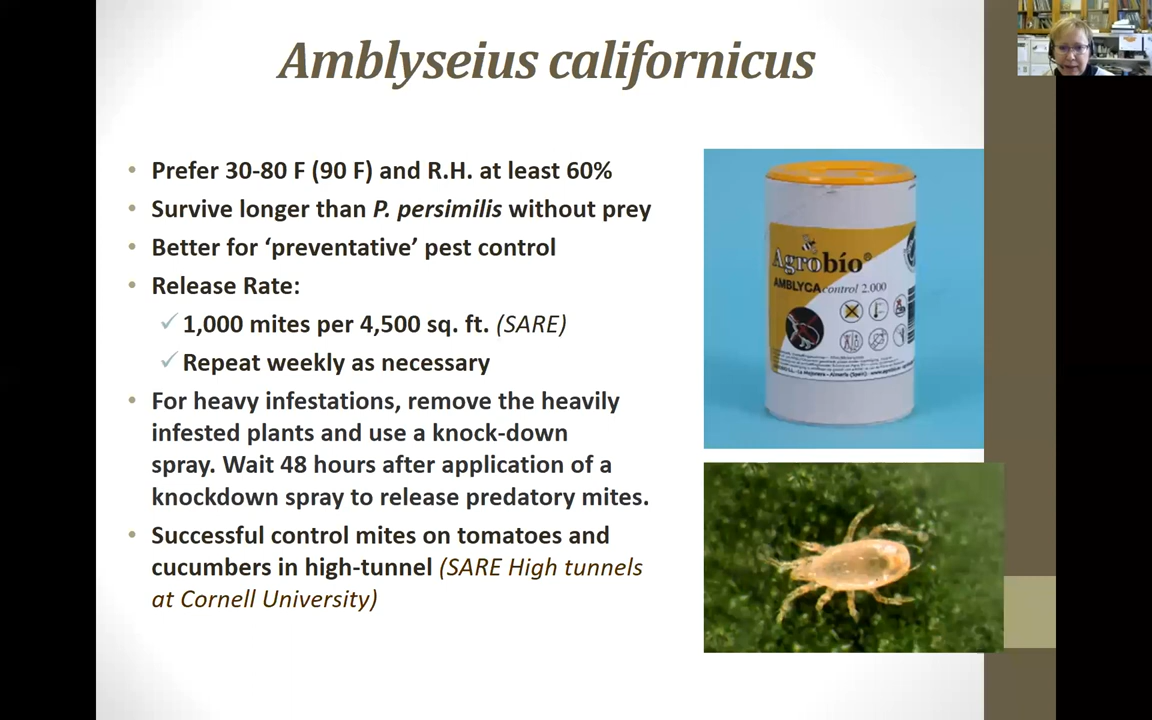 Amblyseius californicus
• Prefer 30-80 F (90 F) and R.H. at least 60%
• Survive longer than P. persimilis without prey
• Better for ‘preventative’ pest control
• Release Rate:
✓ 1,000 mites per 4,500 sq. ft. (SARE)
✓ Repeat weekly as necessary
• For heavy infestations, remove the heavily
infested plants and use a knock-down
spray. Wait 48 hours after application of a
knockdown spray to release predatory mites.
• Successful control mites on tomatoes and
cucumbers in high-tunnel (SARE High tunnels
at Cornell University)
Agrobío®
AMBLYCAcontrol 2.000